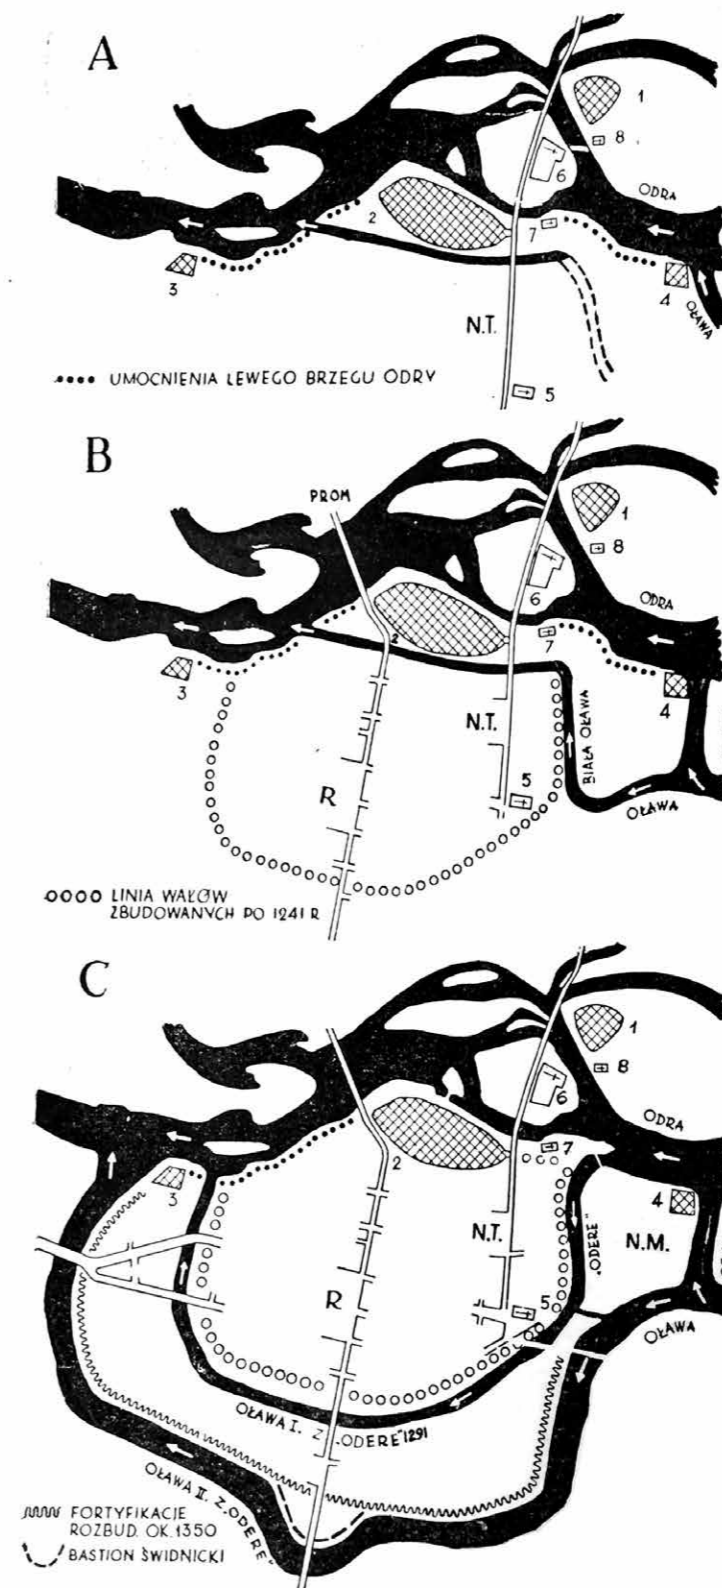 A
1
8
6
ODRA
2
7
3
4
OŁAWA
N.T.
5
•••• UMOCNIENIA LEWEGO BRZEGU ODRY
B
PROM
1
8
6
ODRA
2
7
3
4
N.T.
BIAŁA OŁAWA
5
R
OŁAWA
LINIA WAŁÓW
ZBUDOWANYCH PO 1241 R
C
1
8
6
ODRA
7
2
3
4
N.T.
"ODERE"
N.M.
R
5
OŁAWA
OŁAWA I. Z "ODERE" 1291
OŁAWA II. Z "ODERE"
FORTYFIKACJE
ROZBUD. OK. 1350
BASTION ŚWIDNICKI